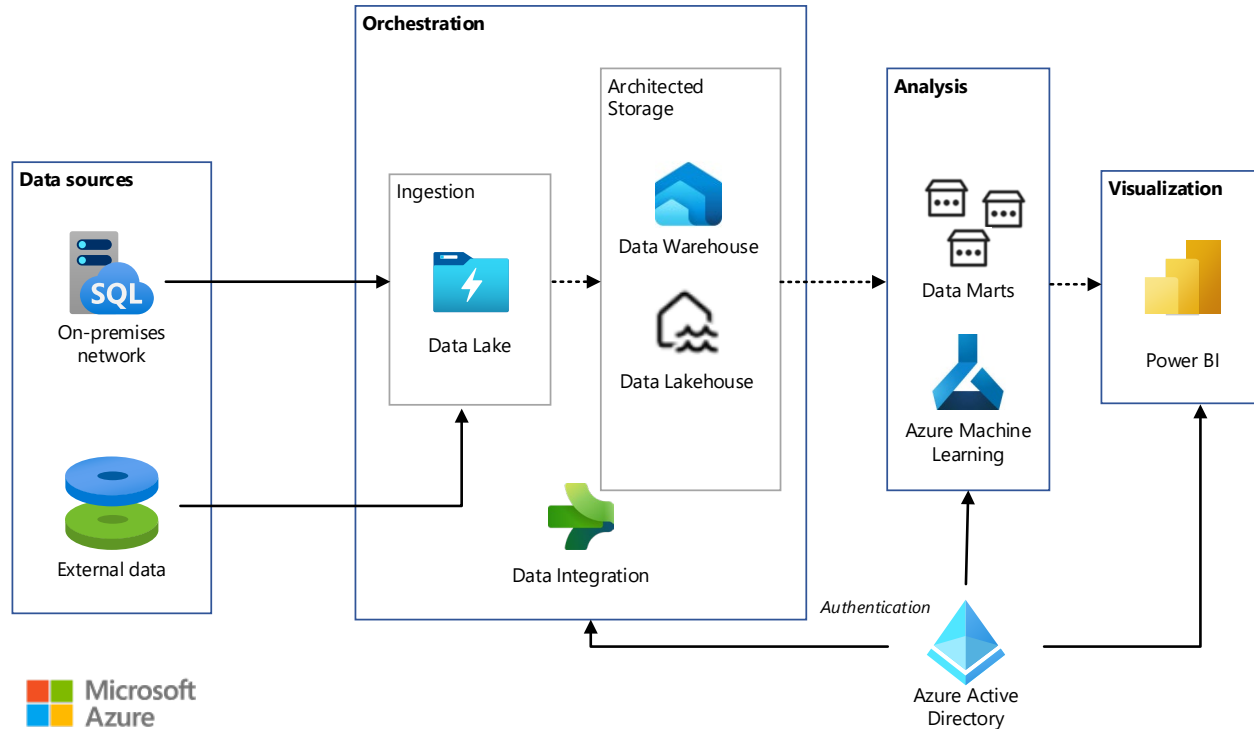 Orchestration
Architected
Storage
Analysis
Data sources
Ingestion
Visualization
Data Warehouse
SQL
On-premises
network
Data Lake
Data Marts
Data Lakehouse
Power BI
Azure Machine
Learning
External data
Data Integration
Authentication
Azure Active
Directory
Microsoft
Azure